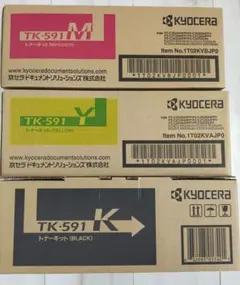 TK-591 M
トナーキット(MAGENTA)
www.kyoceradocumentsolutions.com
京セラドキュメントソリューションズ株式会社
KYOCERA
Item No.1T02KVBJP0
TK-591 Y
トナーキット(YELLOW)
www.kyoceradocumentsolutions.com
京セラドキュメントソリューションズ株式会社
KYOCERA
Item No.1T02KVAJP0
TK-591 K
トナーキット(BLACK)
KYOCERA